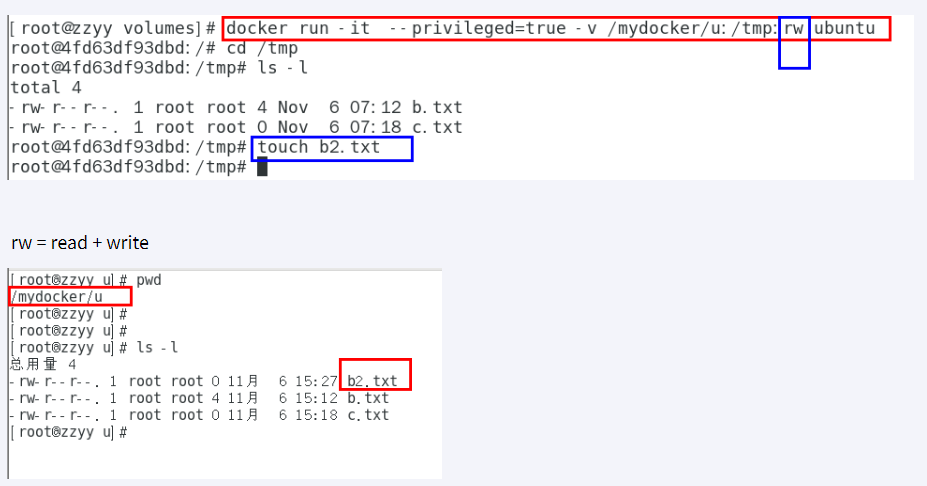 [root@zzyy volumes]# docker run -it --privileged=true -v /mydocker/u:/tmp:rw ubuntu
root@4fd63df93dbd:/# cd /tmp
root@4fd63df93dbd:/tmp# ls -l
total 4
-rw-r--r--. 1 root root 4 Nov  6 07:12 b.txt
-rw-r--r--. 1 root root 0 Nov  6 07:18 c.txt
root@4fd63df93dbd:/tmp# touch b2.txt
root@4fd63df93dbd:/tmp#
rw = read + write
[root@zzyy u]# pwd
/mydocker/u
[root@zzyy u]#
[root@zzyy u]#
[root@zzyy u]# ls -l
总用量 4
-rw-r--r--. 1 root root 0 11月  6 15:27 b2.txt
-rw-r--r--. 1 root root 4 11月  6 15:12 b.txt
-rw-r--r--. 1 root root 0 11月  6 15:18 c.txt
[root@zzyy u]#